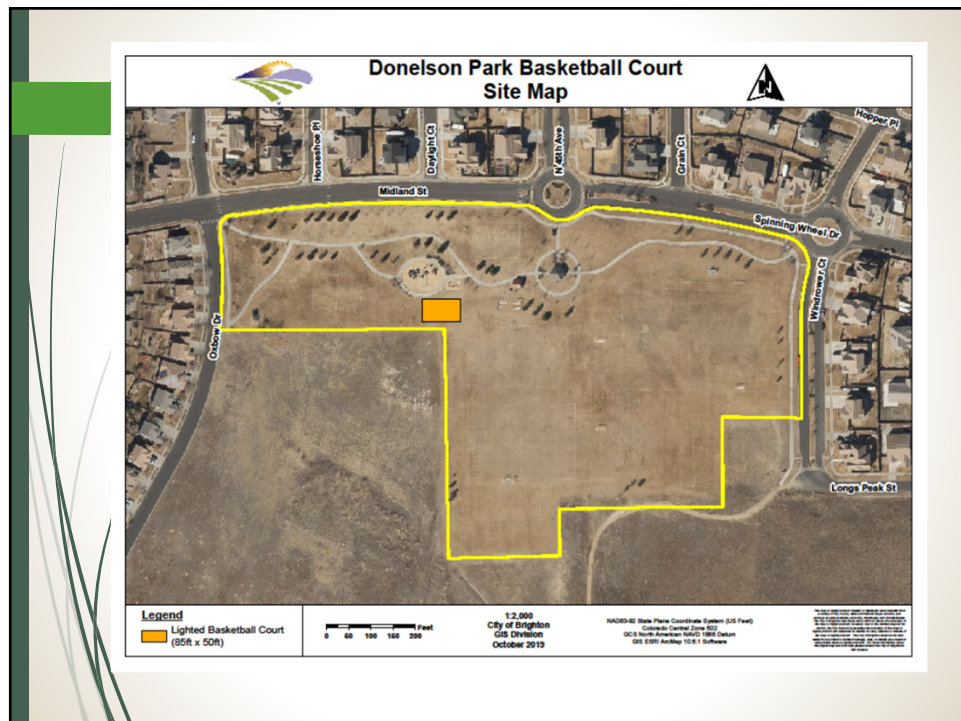 Donelson Park Basketball Court
Site Map
N
Hopper Pl
Horseshoe Pl
Daylight Ct
N 45th Ave
Grain Ct
Midland St
Spinning Wheel Dr
Windrower Ct
Oxbow Dr
Longs Peak St
Legend
Lighted Basketball Court
(85ft x 50ft)
Feet
0 50 100 150 200
1:2,000
City of Brighton
GIS Division
October 2019
NAD83-92 State Plane Coordinate System (US Feet)
Colorado Central Zone 502
GCS North American NAVD 1988 Datum
GIS ESRI ArcMap 10.6.1 Software